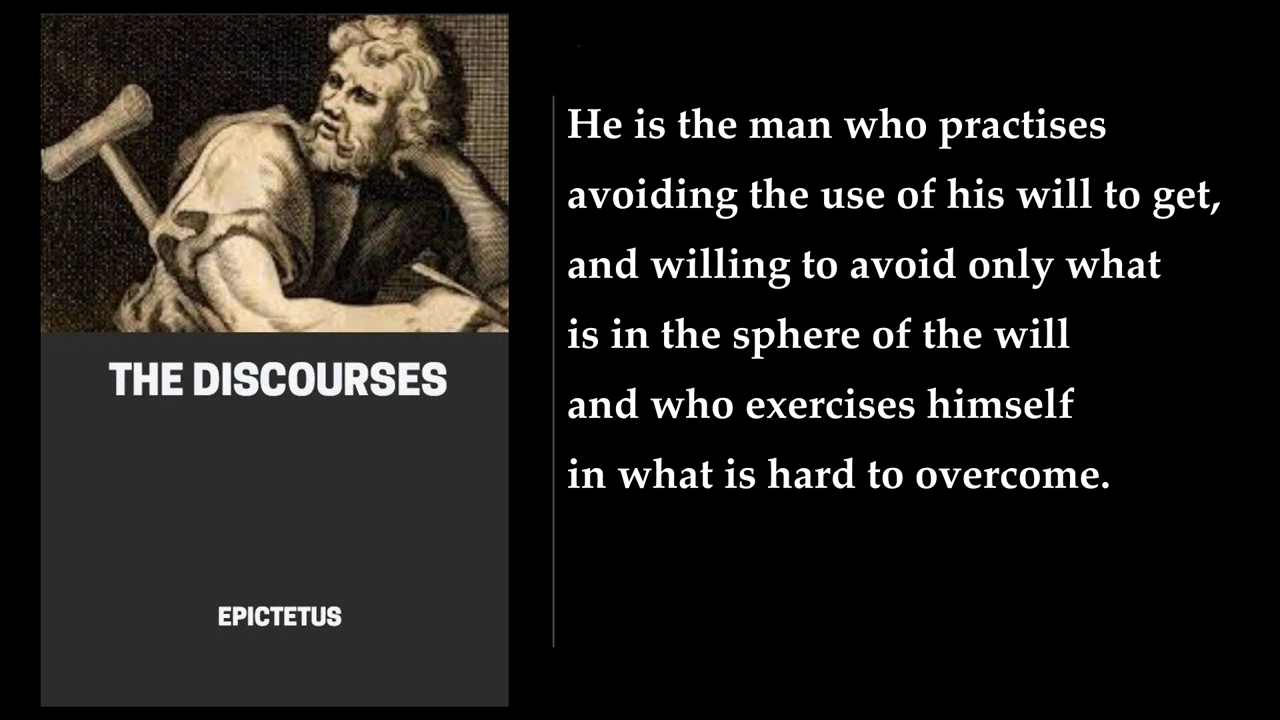 THE DISCOURSES
EPICTETUS
He is the man who practises
avoiding the use of his will to get,
and willing to avoid only what
is in the sphere of the will
and who exercises himself
in what is hard to overcome.